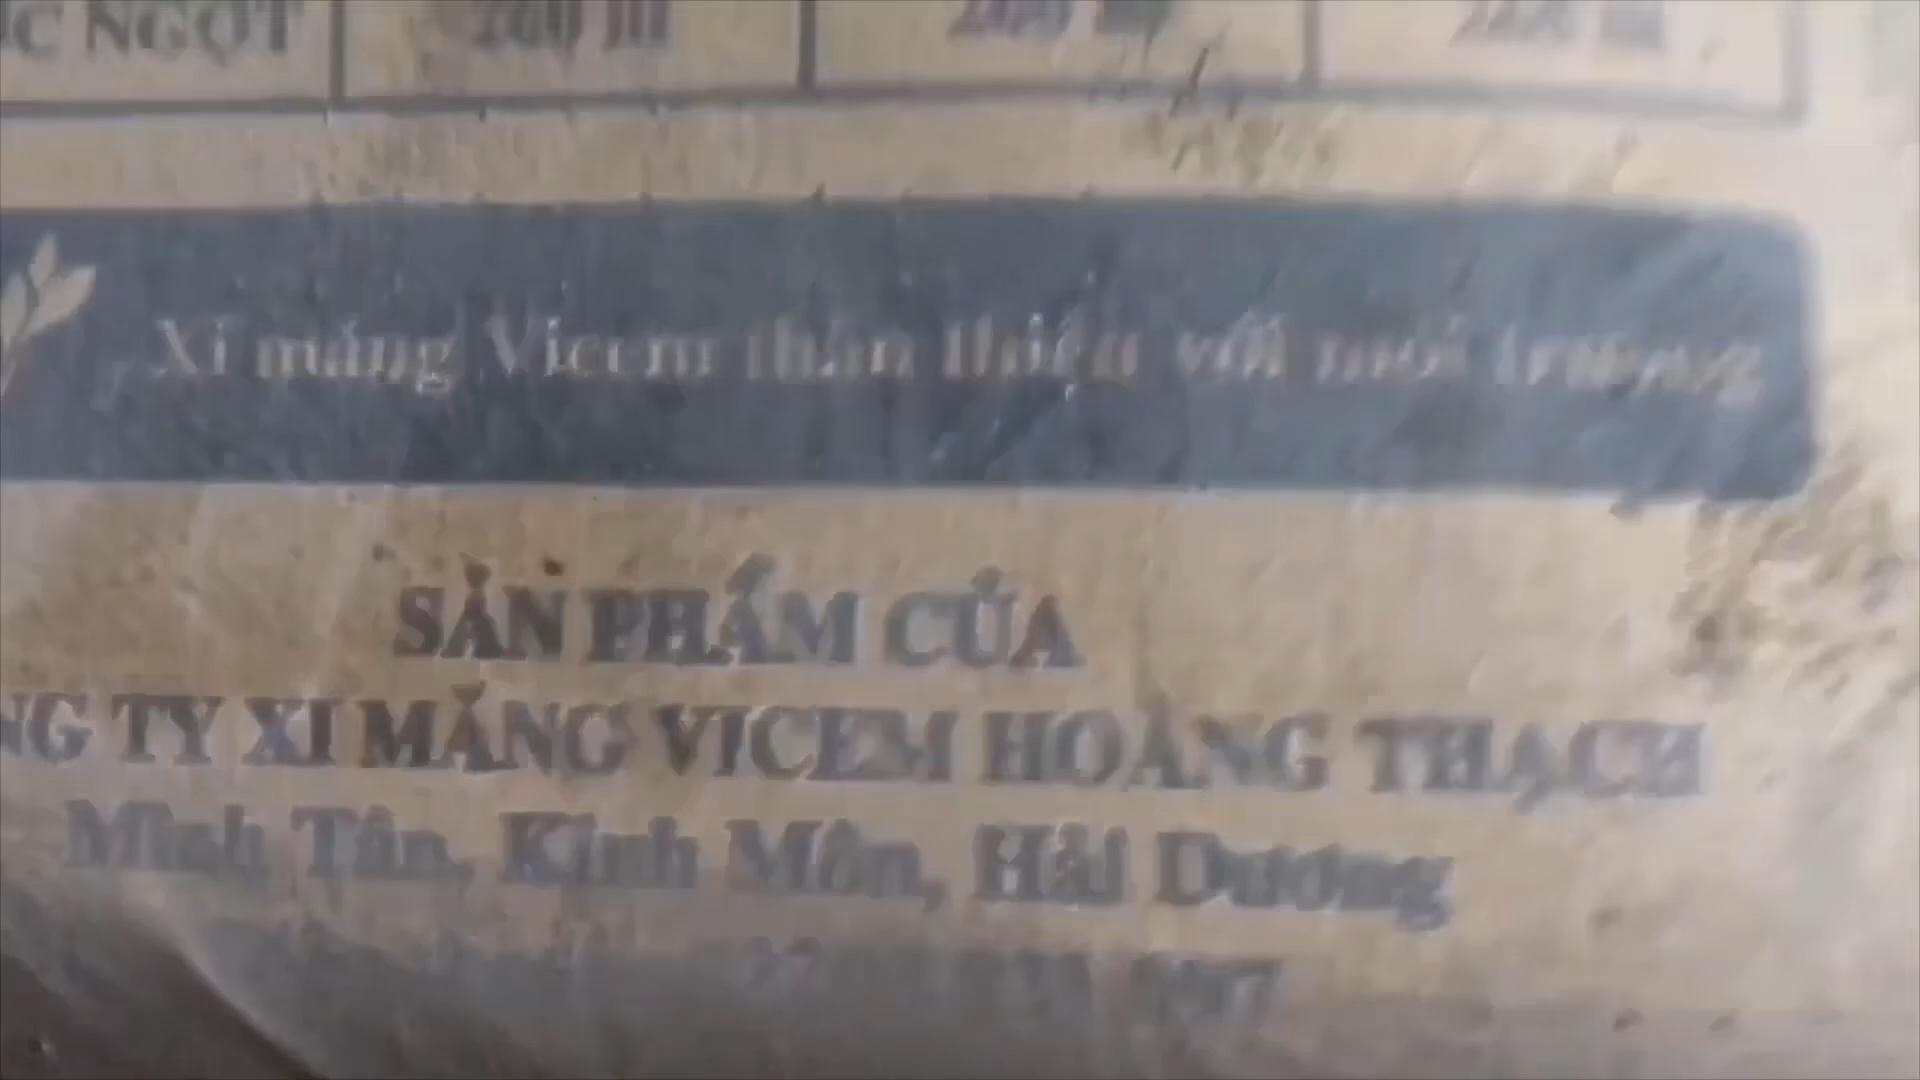 NGỌT
Xi măng Vicem thân thiện với môi trường
SẢN PHẨM CỦA
NG TY XI MĂNG VICEM HOÀNG THẠCH
Minh Tân, Kinh Môn, Hải Dương